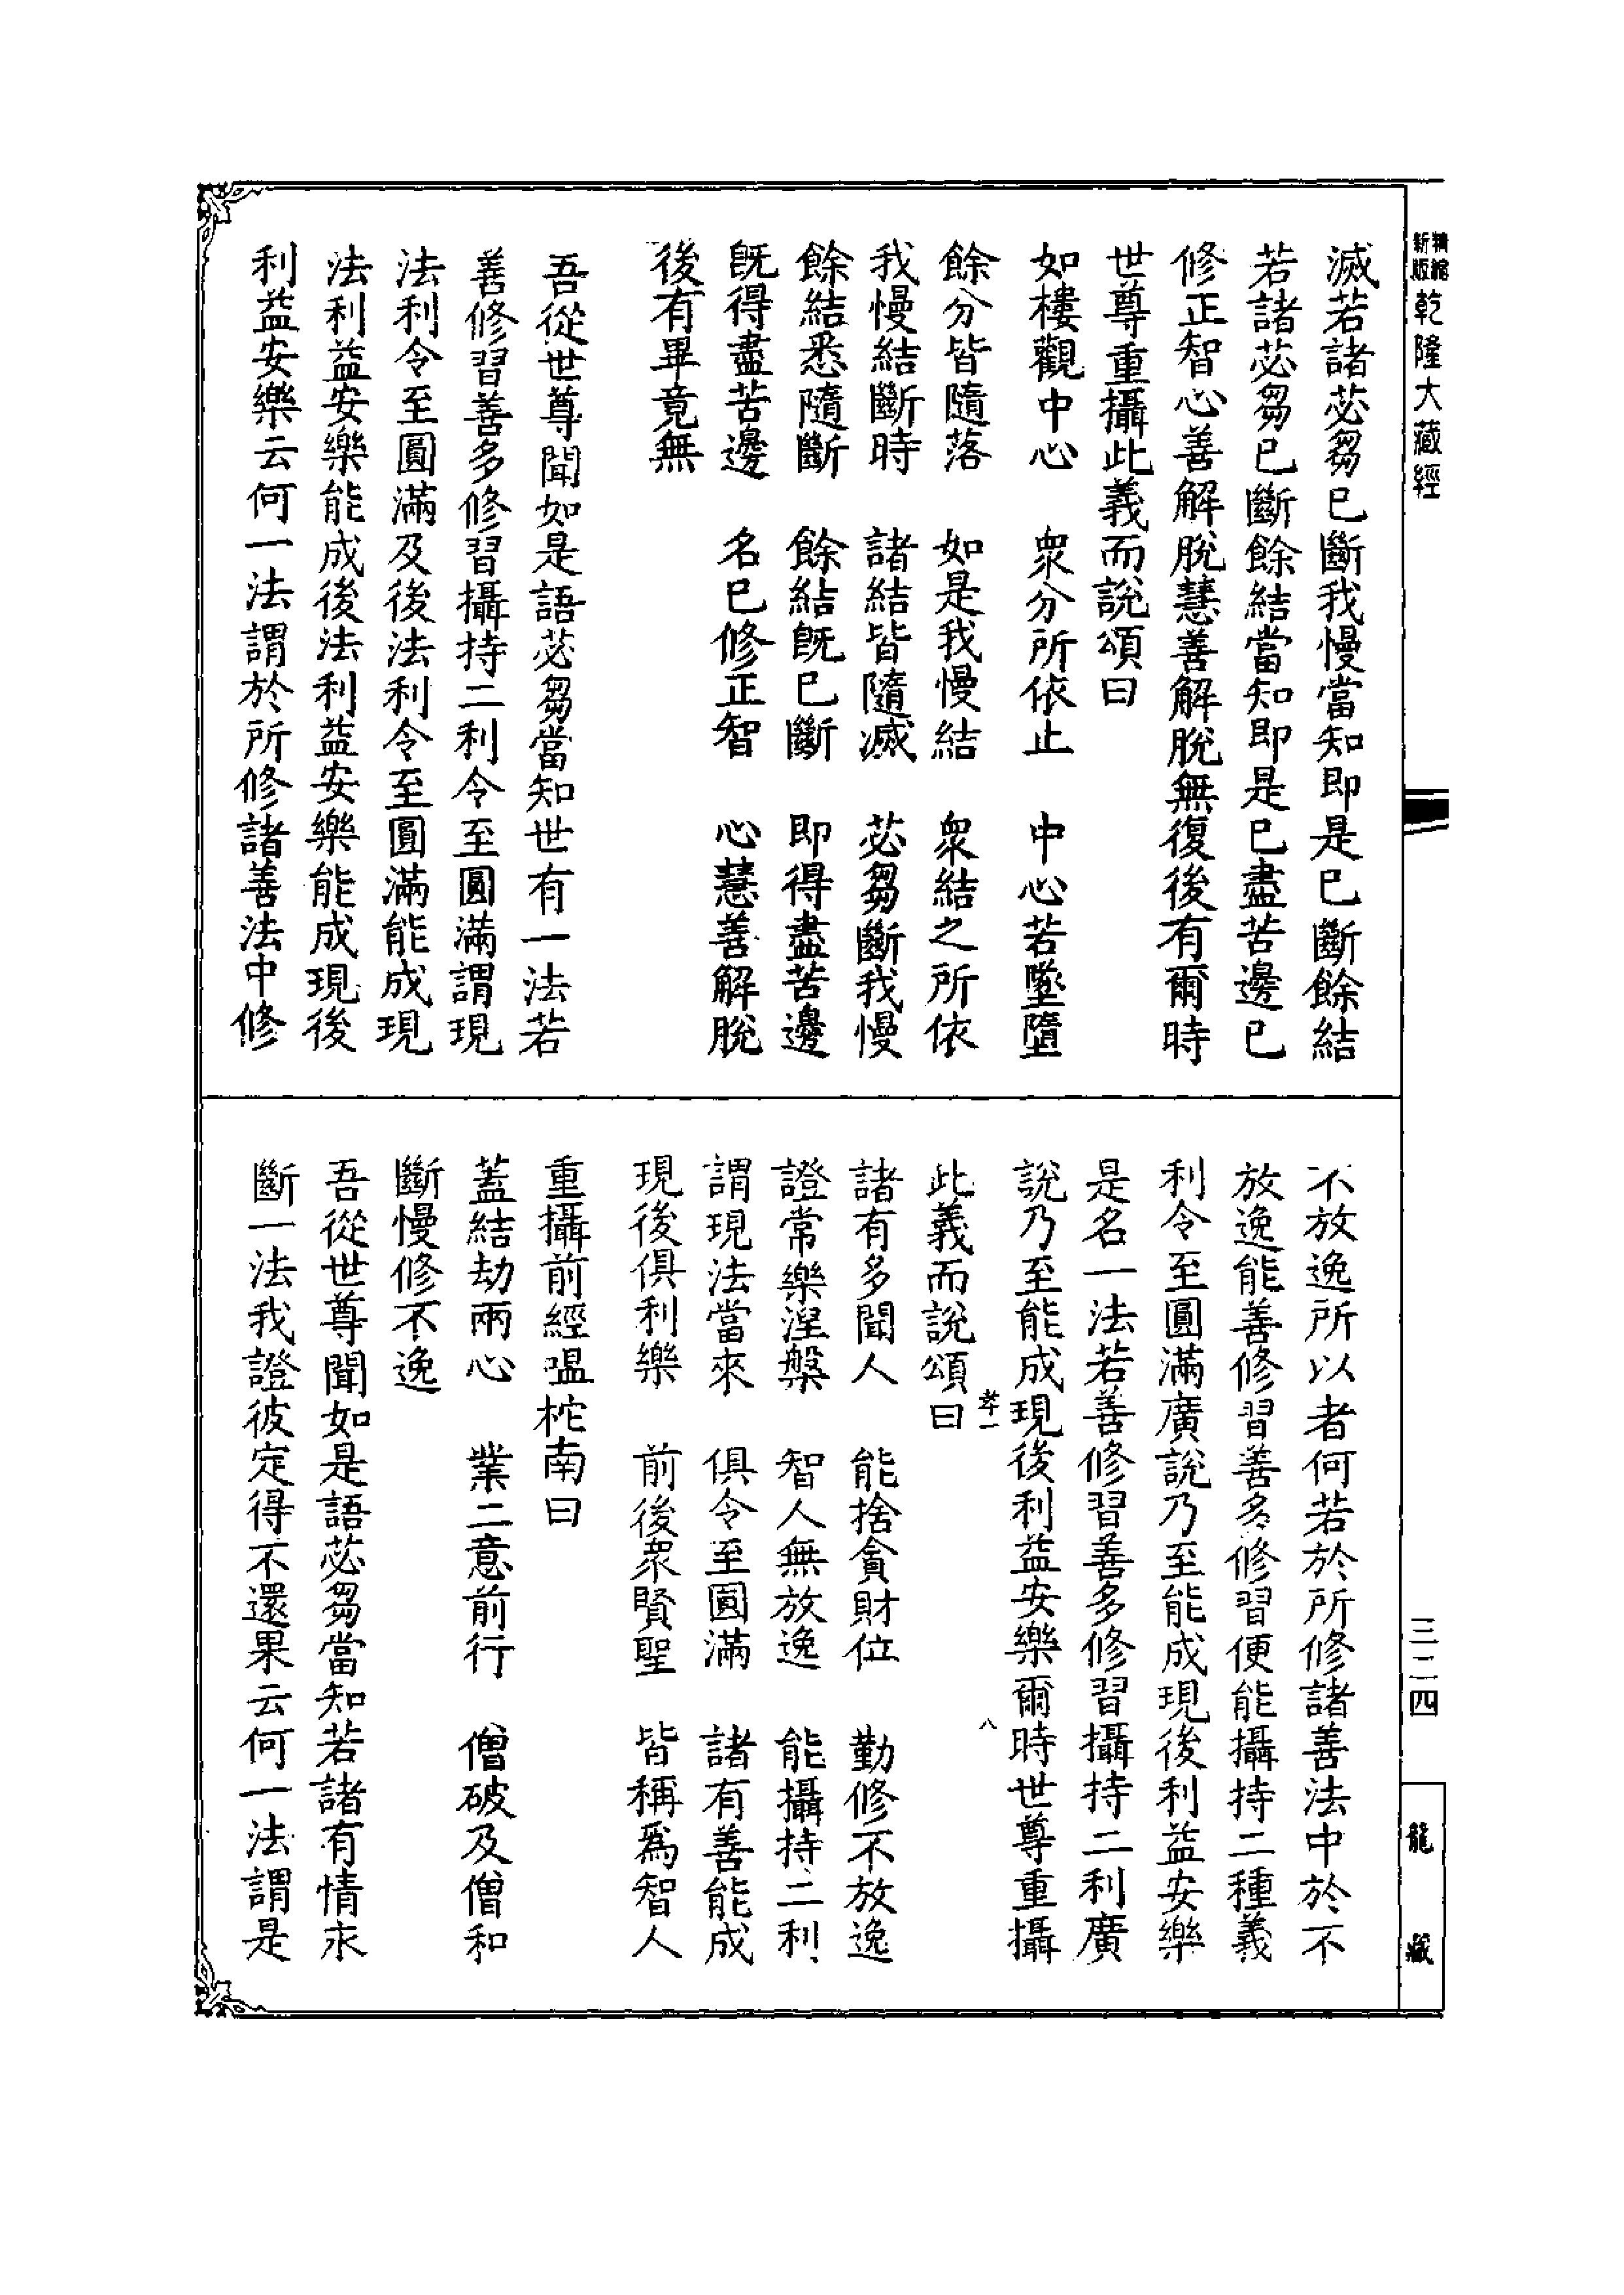 精縮新版乾隆大藏經
滅若諸苾芻已斷我慢當知即是已斷餘結
若諸苾芻已斷餘結當知即是已盡苦邊已
修正智心善解脫慧善解脫無復後有爾時
世尊重攝此義而說頌曰
如樓觀中心　衆分所依止　中心若墜墮
餘分皆隨落　如是我慢結　衆結之所依
我慢結斷時　諸結皆隨滅　苾芻斷我慢
餘結悉隨斷　餘結旣已斷　即得盡苦邊
旣得盡苦邊　名已修正智　心慧善解脫
後有畢竟無
吾從世尊聞如是語苾芻當知世有一法若
善修習善多修習攝持二利令至圓滿謂現
法利令至圓滿及後法利令至圓滿能成現
法利益安樂能成後法利益安樂能成現後
利益安樂云何一法謂於所修諸善法中修
不放逸所以者何若於所修諸善法中於不
放逸能善修習善多修習便能攝持二種義
利令至圓滿廣說乃至能成現後利益安樂
是名一法若善修習善多修習攝持二利廣
說乃至能成現後利益安樂爾時世尊重攝
孝一　八
此義而說頌曰
諸有多聞人　能捨貪財位　勤修不放逸
證常樂涅槃　智人無放逸　能攝持二利
謂現法當來　俱令至圓滿　諸有善能成
現後俱利樂　前後衆賢聖　皆稱爲智人
重攝前經嗢柁南曰
蓋結劫兩心　業二意前行　僧破及僧和
斷慢修不逸
吾從世尊聞如是語苾芻當知若諸有情永
斷一法我證彼定得不還果云何一法謂是
三二四
龍藏